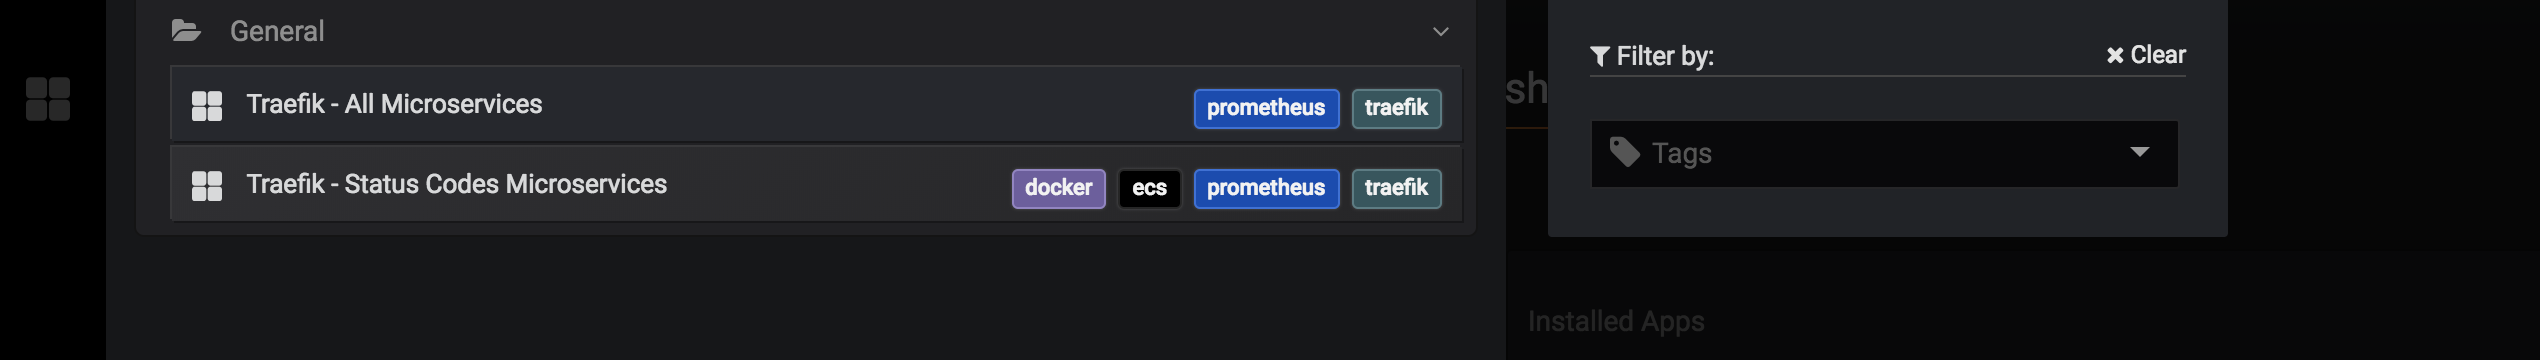 General
Traefik - All Microservices
prometheus
traefik
Traefik - Status Codes Microservices
docker
ecs
prometheus
traefik
sh
Filter by:
Clear
Tags
Installed Apps